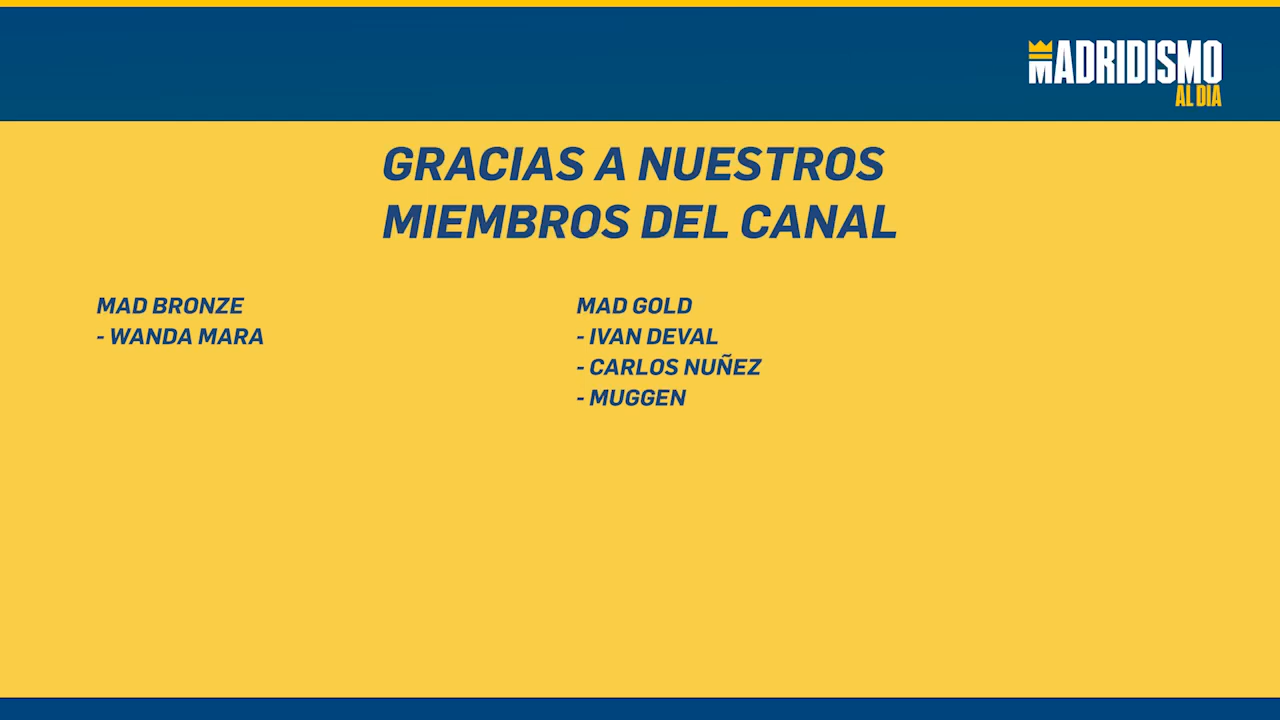 MADRIDISMO
AL DIA
GRACIAS A NUESTROS
MIEMBROS DEL CANAL
MAD BRONZE
- WANDA MARA
MAD GOLD
- IVAN DEVAL
- CARLOS NUÑEZ
- MUGGEN